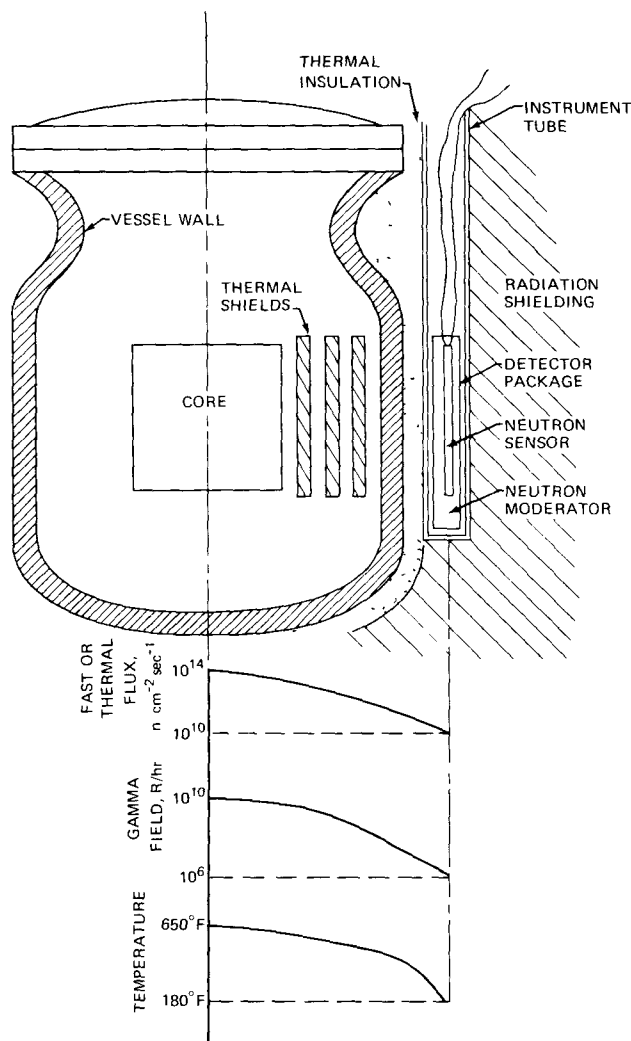 THERMAL
INSULATION
INSTRUMENT
TUBE
VESSEL WALL
THERMAL
SHIELDS
RADIATION
SHIELDING
CORE
DETECTOR
PACKAGE
NEUTRON
SENSOR
NEUTRON
MODERATOR
FAST OR
THERMAL
FLUX,
n cm⁻² sec⁻¹
10¹⁴
10¹⁰
GAMMA
FIELD, R/hr
10¹⁰
10⁶
TEMPERATURE
650°F
180°F